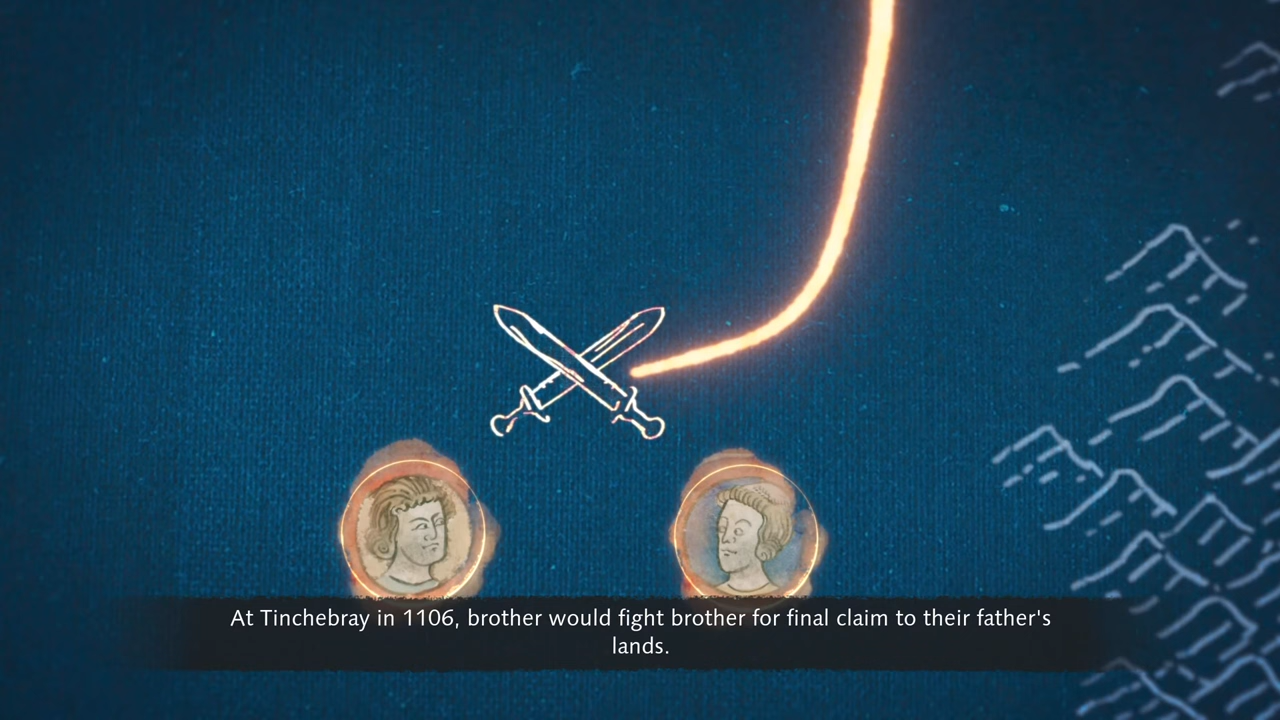 At Tinchebray in 1106, brother would fight brother for final claim to their father's
lands.